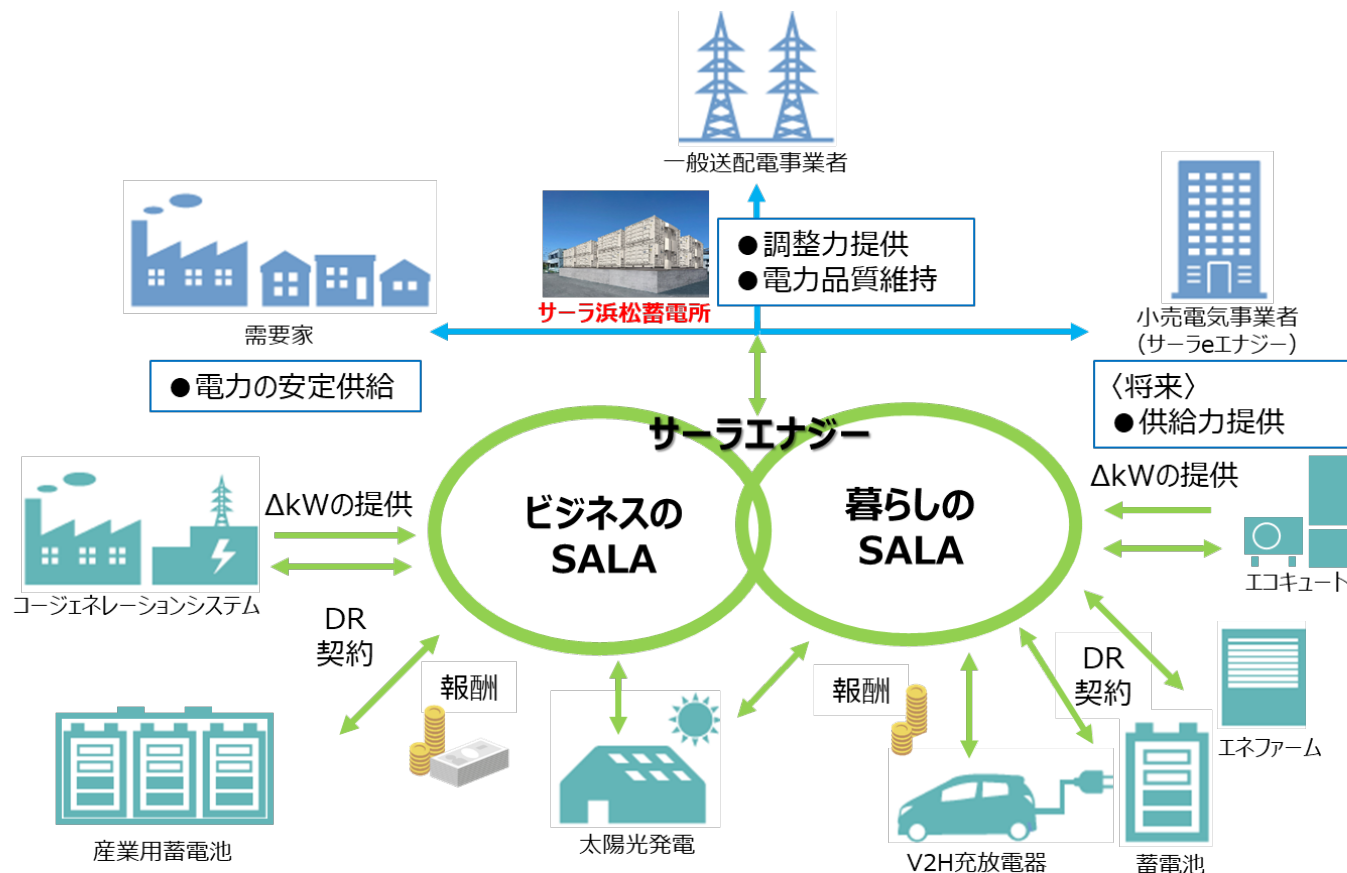 一般送配電事業者
●調整力提供
●電力品質維持
サーラ浜松蓄電所
需要家
●電力の安定供給
小売電気事業者
（サーラeエナジー）
〈将来〉
●供給力提供
サーラエナジー
ビジネスの
SALA
暮らしの
SALA
ΔkWの提供
コージェネレーションシステム
ΔkWの提供
エコキュート
DR
契約
報酬
産業用蓄電池
太陽光発電
報酬
DR
契約
エネファーム
V2H充放電器
蓄電池